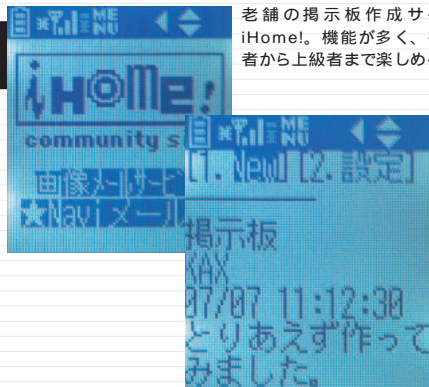 老舗の掲示板作成サ
iHome!。機能が多く、
者から上級者まで楽しめ
MENU
iHOme!
community s
画像メールサービ
★Naviメール
MENU
[1. New] [2. 設定]
掲示板
KAX
07/07 11:12:30
とりあえず作って
みました。